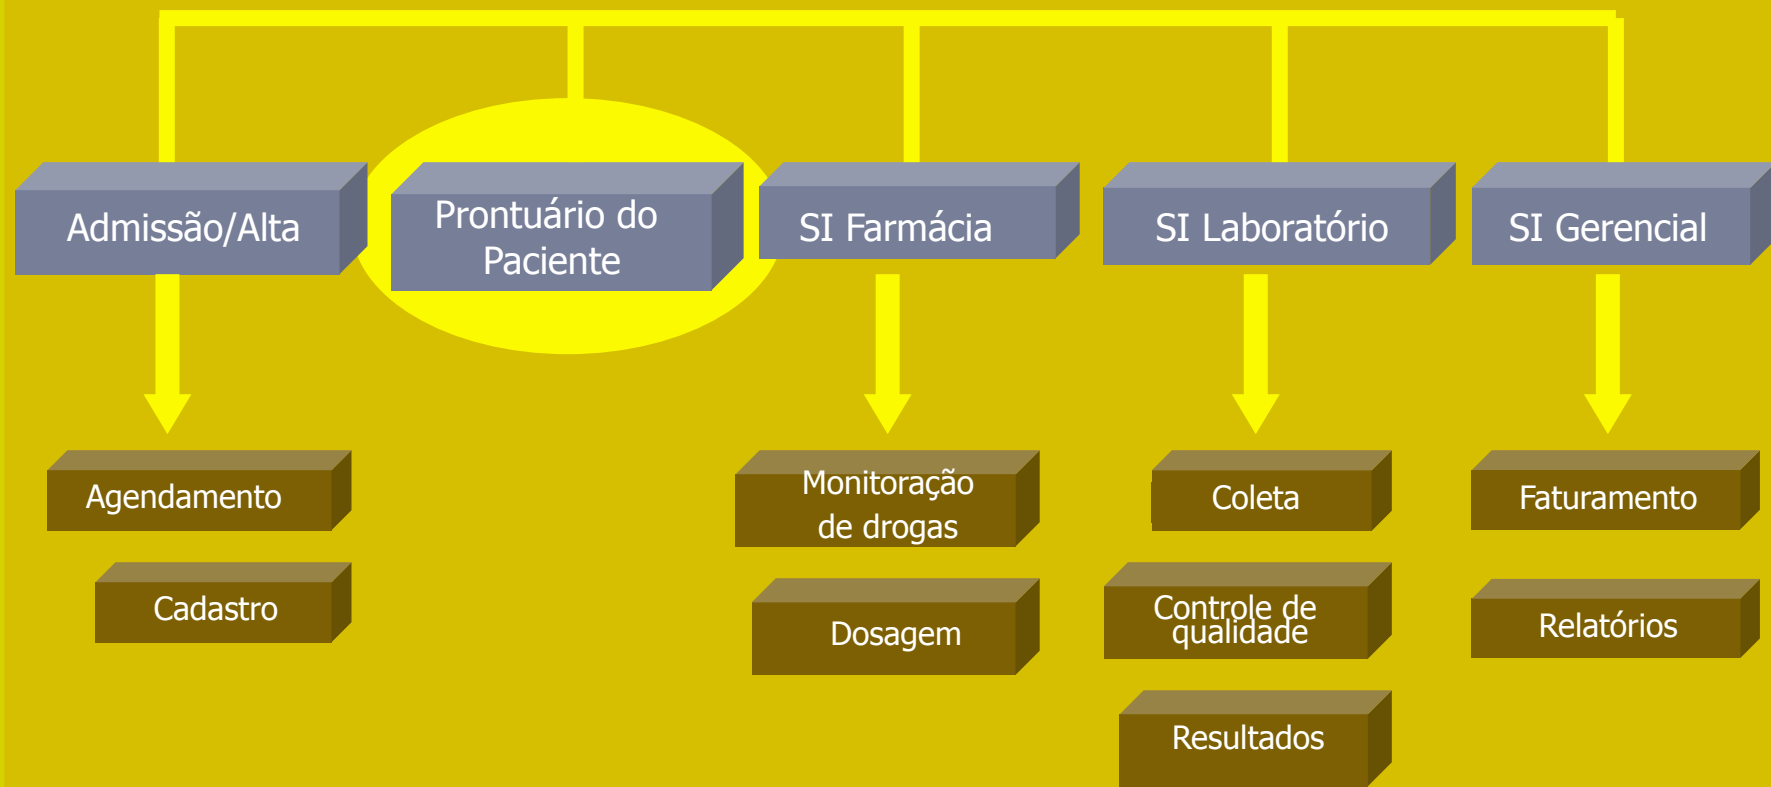 Admissão/Alta
Prontuário do
Paciente
SI Farmácia
SI Laboratório
SI Gerencial
Agendamento
Cadastro
Monitoração
de drogas
Dosagem
Coleta
Controle de
qualidade
Resultados
Faturamento
Relatórios